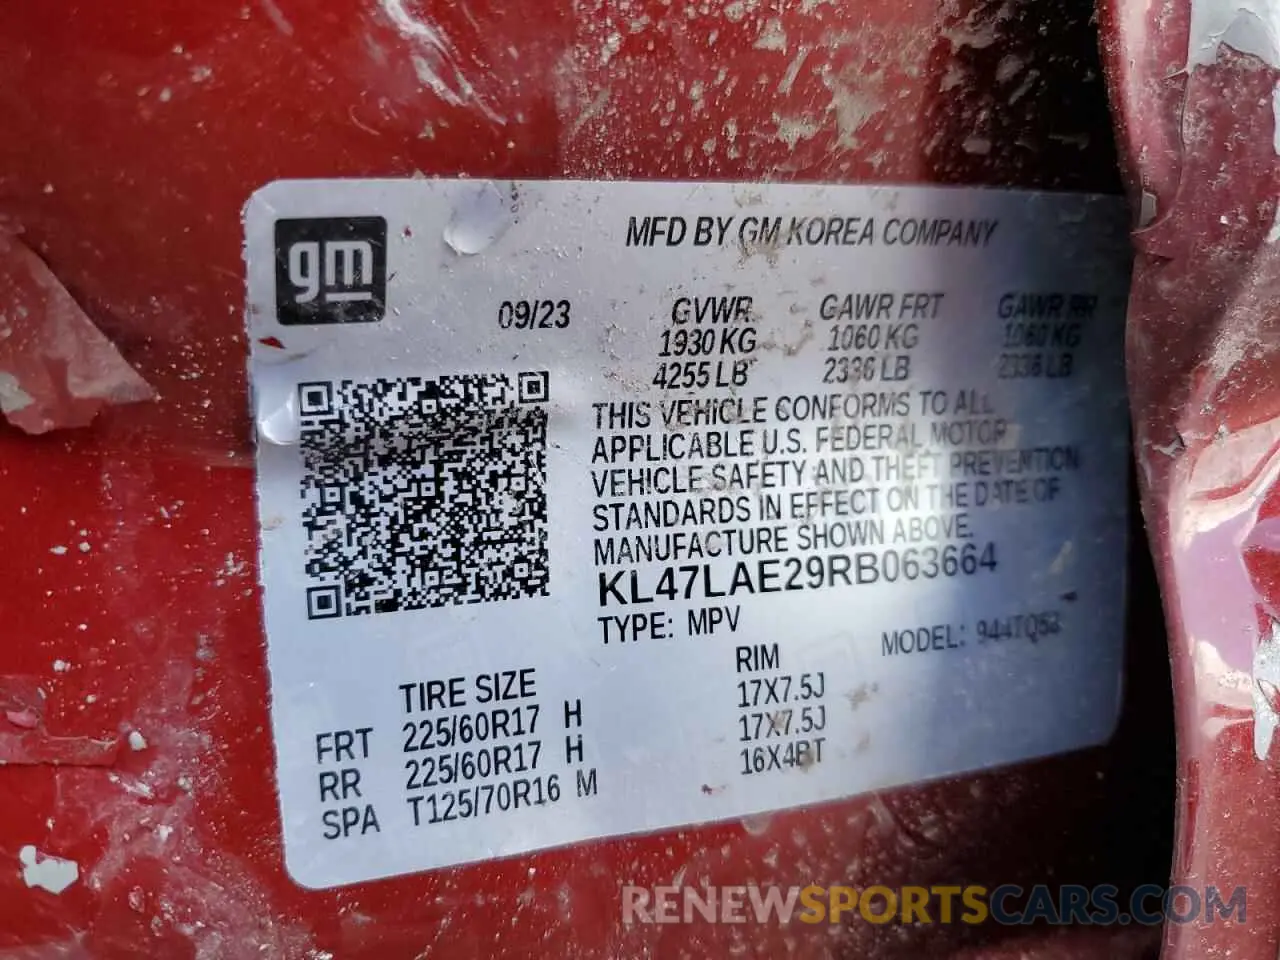 gm
MFD BY GM KOREA COMPANY
09/23
GVWR GAWR FRT GAWR RR
1930 KG 1060 KG 1060 KG
4255 LB 2336 LB 2336 LB
THIS VEHICLE CONFORMS TO ALL
APPLICABLE U.S. FEDERAL MOTOR
VEHICLE SAFETY AND THEFT PREVENTION
STANDARDS IN EFFECT ON THE DATE OF
MANUFACTURE SHOWN ABOVE.
KL47LAE29RB063664
TYPE: MPV
MODEL:
TIRE SIZE RIM
FRT 225/60R17 H 17X7.5J
RR 225/60R17 H 17X7.5J
SPA T125/70R16 M 16X4BT
RENEWSPORTSCARS.COM